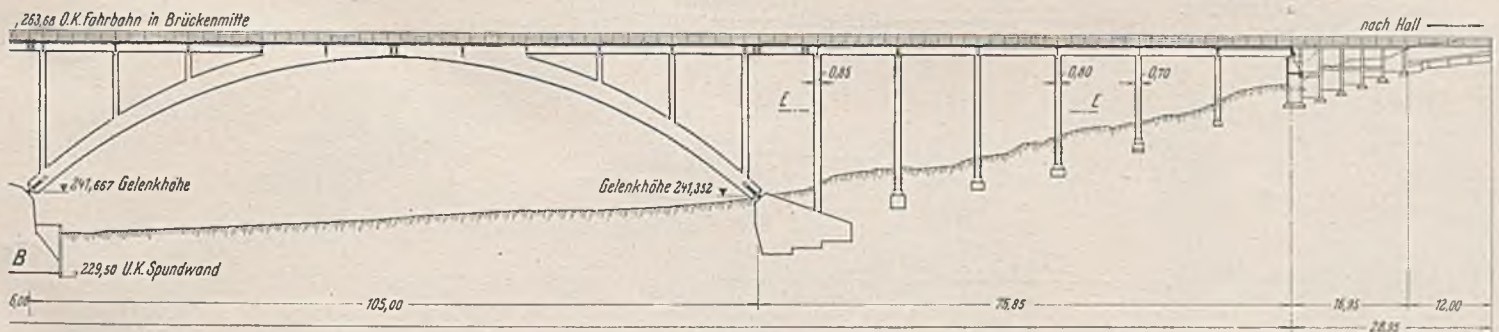 263,68 O.K. Fahrbahn in Brückenmitte
nach Hall
0,85
0,80
0,70
E
E
241,667 Gelenkhöhe
Gelenkhöhe 241,352
B
229,50 U.K. Spundwand
105,00
76,85
16,95
12,00
28,95